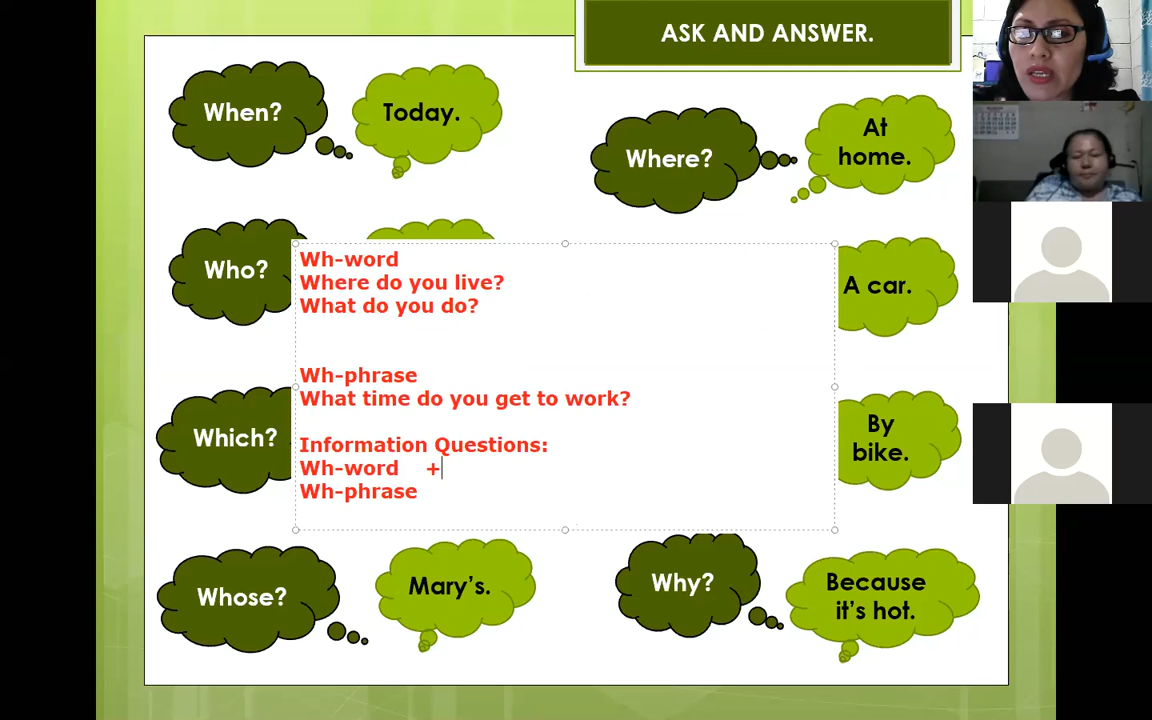 ASK AND ANSWER.
When?
Today.
Where?
At
home.
Who?
A car.
Wh-word
Where do you live?
What do you do?
Wh-phrase
What time do you get to work?
Information Questions:
Wh-word +
Wh-phrase
Which?
By
bike.
Whose?
Mary's.
Why?
Because
it's hot.